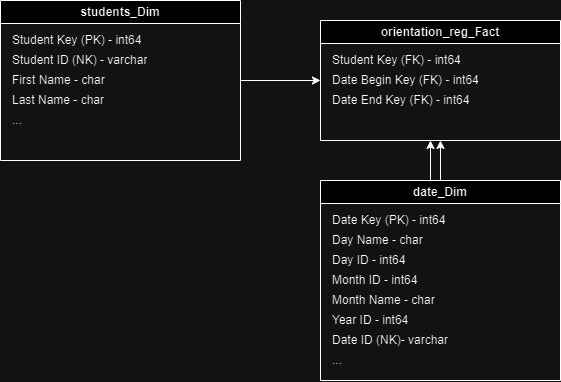 students_Dim
Student Key (PK) - int64
Student ID (NK) - varchar
First Name - char
Last Name - char
...
orientation_reg_Fact
Student Key (FK) - int64
Date Begin Key (FK) - int64
Date End Key (FK) - int64
date_Dim
Date Key (PK) - int64
Day Name - char
Day ID - int64
Month ID - int64
Month Name - char
Year ID - int64
Date ID (NK)- varchar
...